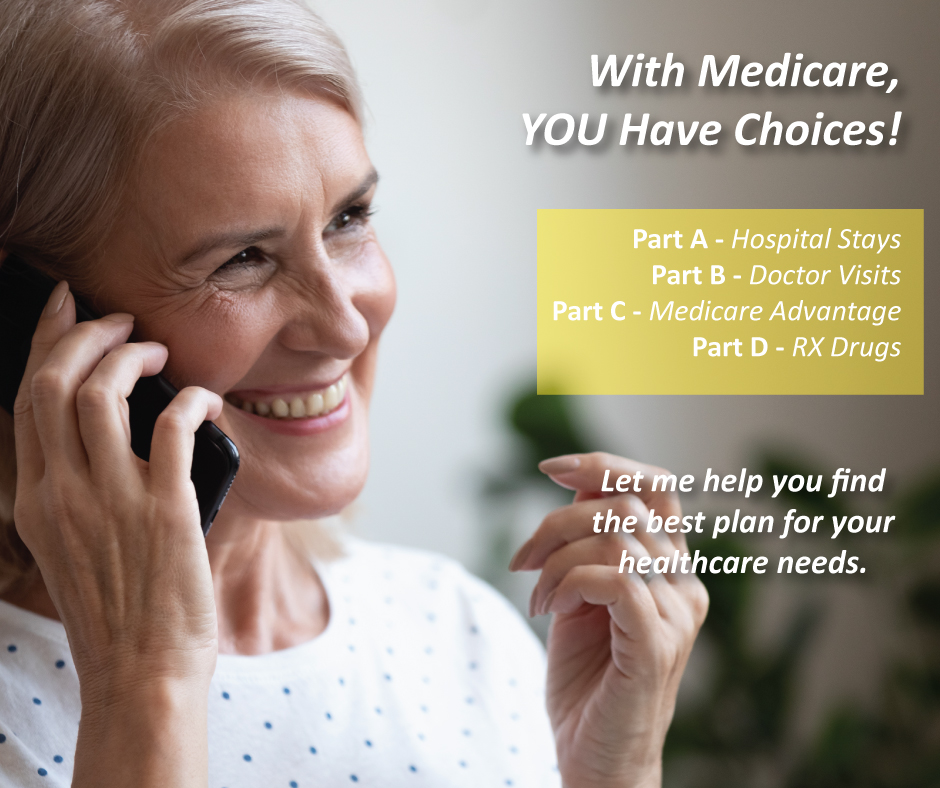 With Medicare,
YOU Have Choices!
Part A - Hospital Stays
Part B - Doctor Visits
Part C - Medicare Advantage
Part D - RX Drugs
Let me help you find
the best plan for your
healthcare needs.